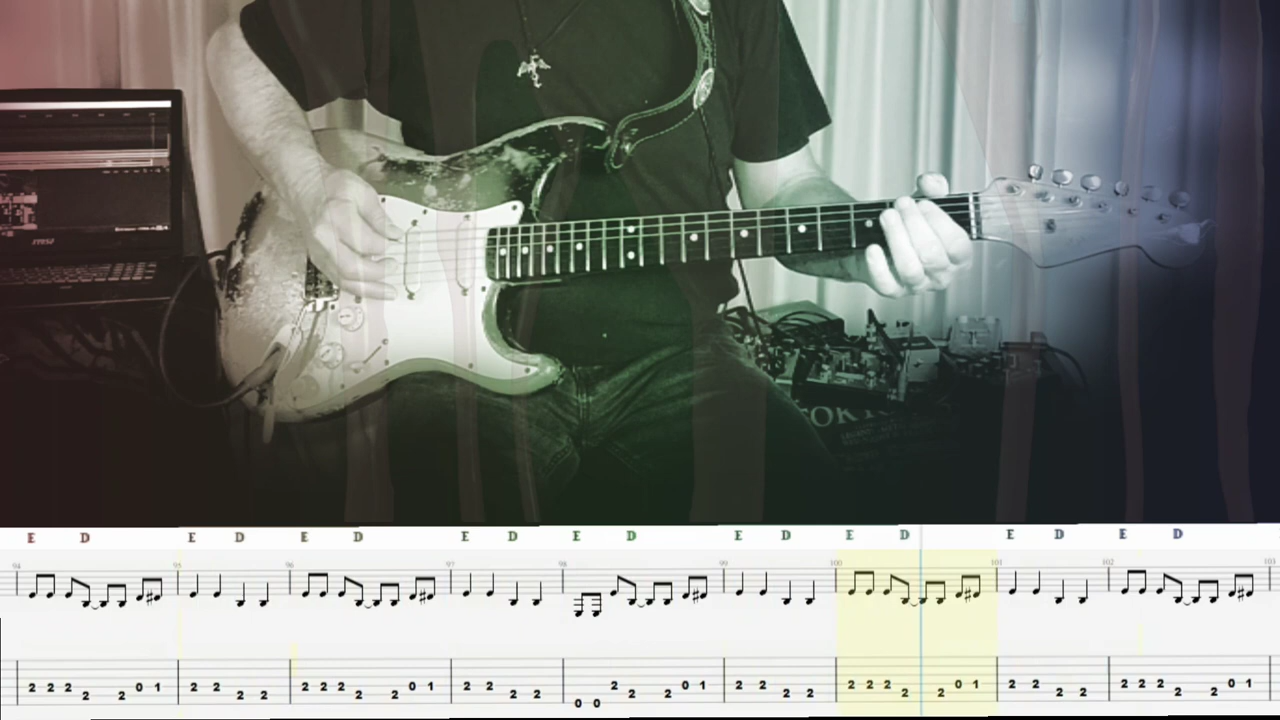 msi
TOK
E D E D E D E D E D E D E D E D E D
94 95 96 97 98 99 100 101 102 103
2 2 2 2 2 0 1 2 2 2 2 2 2 2 2 2 0 1 2 2 2 2 0 0 2 2 2 0 1 2 2 2 2 2 2 2 2 2 0 1 2 2 2 2 2 2 2 2 2 0 1